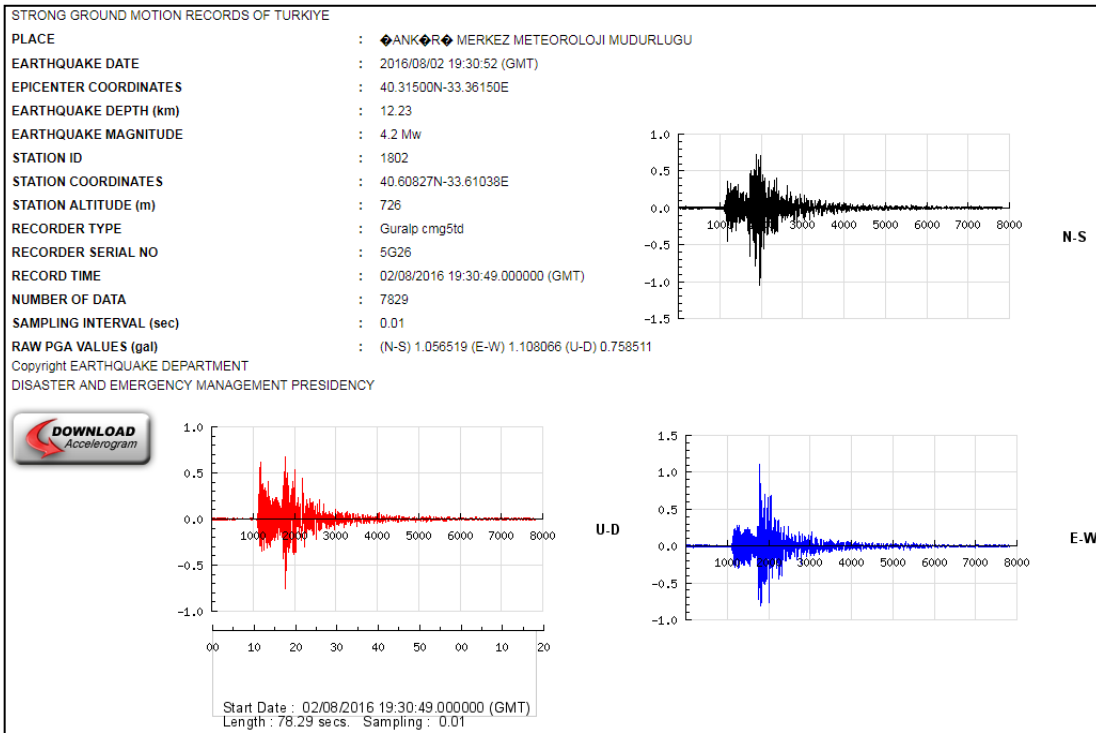 STRONG GROUND MOTION RECORDS OF TURKIYE
PLACE : �ANK�R� MERKEZ METEOROLOJI MUDURLUGU
EARTHQUAKE DATE : 2016/08/02 19:30:52 (GMT)
EPICENTER COORDINATES : 40.31500N-33.36150E
EARTHQUAKE DEPTH (km) : 12.23
EARTHQUAKE MAGNITUDE : 4.2 Mw
STATION ID : 1802
STATION COORDINATES : 40.60827N-33.61038E
STATION ALTITUDE (m) : 726
RECORDER TYPE : Guralp cmg5td
RECORDER SERIAL NO : 5G26
RECORD TIME : 02/08/2016 19:30:49.000000 (GMT)
NUMBER OF DATA : 7829
SAMPLING INTERVAL (sec) : 0.01
RAW PGA VALUES (gal) : (N-S) 1.056519 (E-W) 1.108066 (U-D) 0.758511
Copyright EARTHQUAKE DEPARTMENT
DISASTER AND EMERGENCY MANAGEMENT PRESIDENCY
1.0
0.5
0.0
1000 2000 3000 4000 5000 6000 7000 8000
-0.5
-1.0
-1.5
N-S
DOWNLOAD
Accelerogram
1.0
0.5
0.0
1000 2000 3000 4000 5000 6000 7000 8000
-0.5
-1.0
U-D
00 10 20 30 40 50 00 10 20
Start Date : 02/08/2016 19:30:49.000000 (GMT)
Length : 78.29 secs. Sampling : 0.01
1.5
1.0
0.5
0.0
1000 2000 3000 4000 5000 6000 7000 8000
-0.5
-1.0
E-W